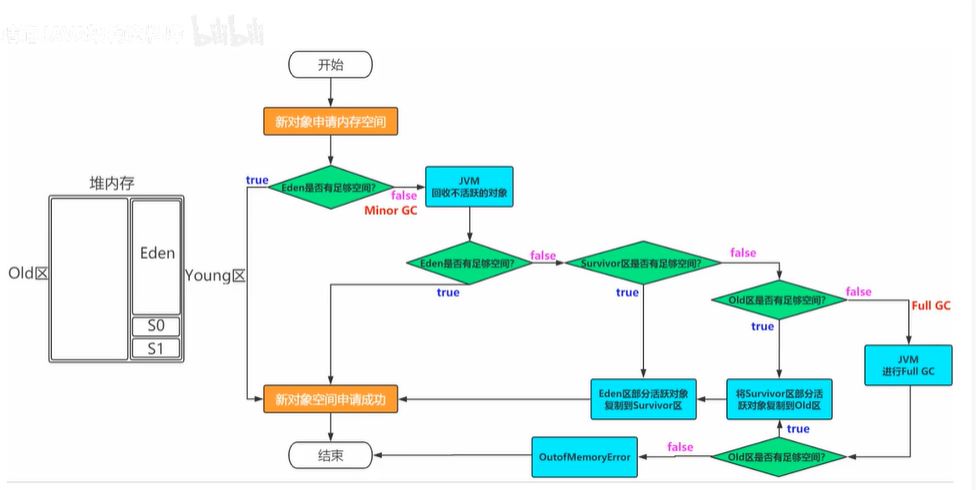 bilibili
开始
新对象申请内存空间
true
Eden是否有足够空间?
false
Minor GC
JVM
回收不活跃的对象
堆内存
Old区
Eden
S0
S1
Young区
Eden是否有足够空间?
false
true
Survivor区是否有足够空间?
false
true
Old区是否有足够空间?
false
true
Full GC
JVM
进行Full GC
新对象空间申请成功
Eden区部分活跃对象
复制到Survivor区
将Survivor区部分活
跃对象复制到Old区
true
结束
OutofMemoryError
false
Old区是否有足够空间?